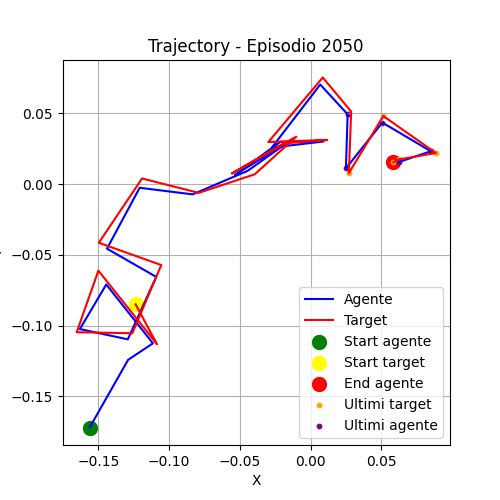 Trajectory - Episodio 2050
0.05
0.00
−0.05
−0.10
−0.15
Agente
Target
Start agente
Start target
End agente
Ultimi target
Ultimi agente
−0.15
−0.10
−0.05
0.00
0.05
X